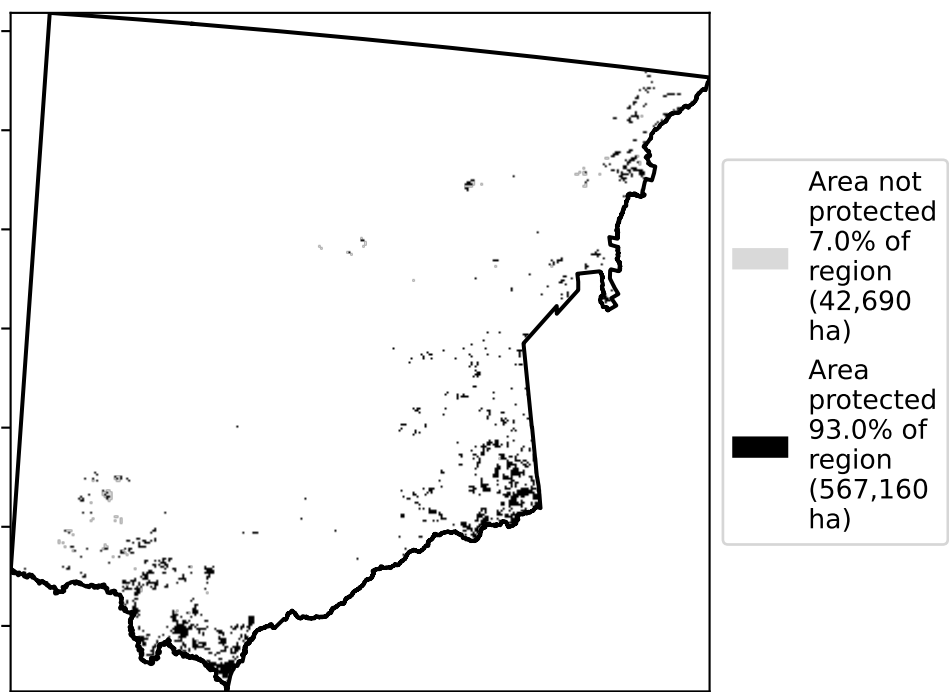 Area not
protected
7.0% of
region
(42,690
ha)
Area
protected
93.0% of
region
(567,160
ha)